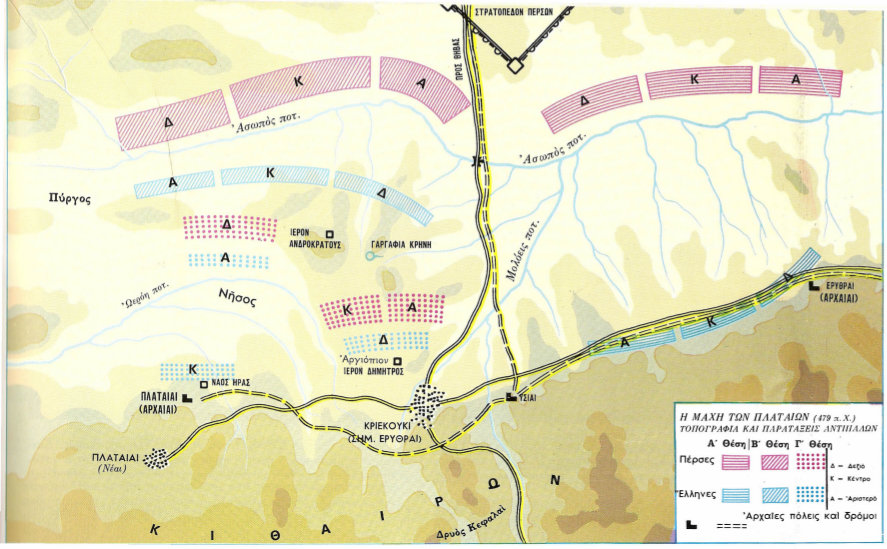 ΣΤΡΑΤΟΠΕΔΟΝ ΠΕΡΣΩΝ
ΠΡΟΣ ΘΗΒΑΣ
Δ Κ Α
Δ Κ Α
Ἀσωπὸς ποτ.
Ἀσωπὸς ποτ.
Α Κ Δ
Πύργος
Δ
Α
ΙΕΡΟΝ
ΑΝΔΡΟΚΡΑΤΟΥΣ
ΓΑΡΓΑΦΙΑ ΚΡΗΝΗ
Μολόεις ποτ.
Ὠερόη ποτ.
Νῆσος
Κ Α
Δ
Ἀργιόπιον
ΙΕΡΟΝ ΔΗΜΗΤΡΟΣ
Δ
Κ
Α
ΕΡΥΘΡΑΙ
(ΑΡΧΑΙΑΙ)
Κ
ΝΑΟΣ ΗΡΑΣ
ΠΛΑΤΑΙΑΙ
(ΑΡΧΑΙΑΙ)
ΥΣΙΑΙ
ΚΡΙΕΚΟΥΚΙ
(ΣΗΜ. ΕΡΥΘΡΑΙ)
ΠΛΑΤΑΙΑΙ
(Νέαι)
ΚΙΘΑΙΡΩΝ
Δρυὸς Κεφαλαὶ
Η ΜΑΧΗ ΤΩΝ ΠΛΑΤΑΙΩΝ (479 π.Χ.)
ΤΟΠΟΓΡΑΦΙΑ ΚΑΙ ΠΑΡΑΤΑΞΕΙΣ ΑΝΤΙΠΑΛΩΝ
Α΄ Θέση Β΄ Θέση Γ΄ Θέση
Πέρσες
Δ – Δεξιό
Κ – Κέντρο
Ἕλληνες
Α – Ἀριστερό
Ἀρχαῖες πόλεις καὶ δρόμοι